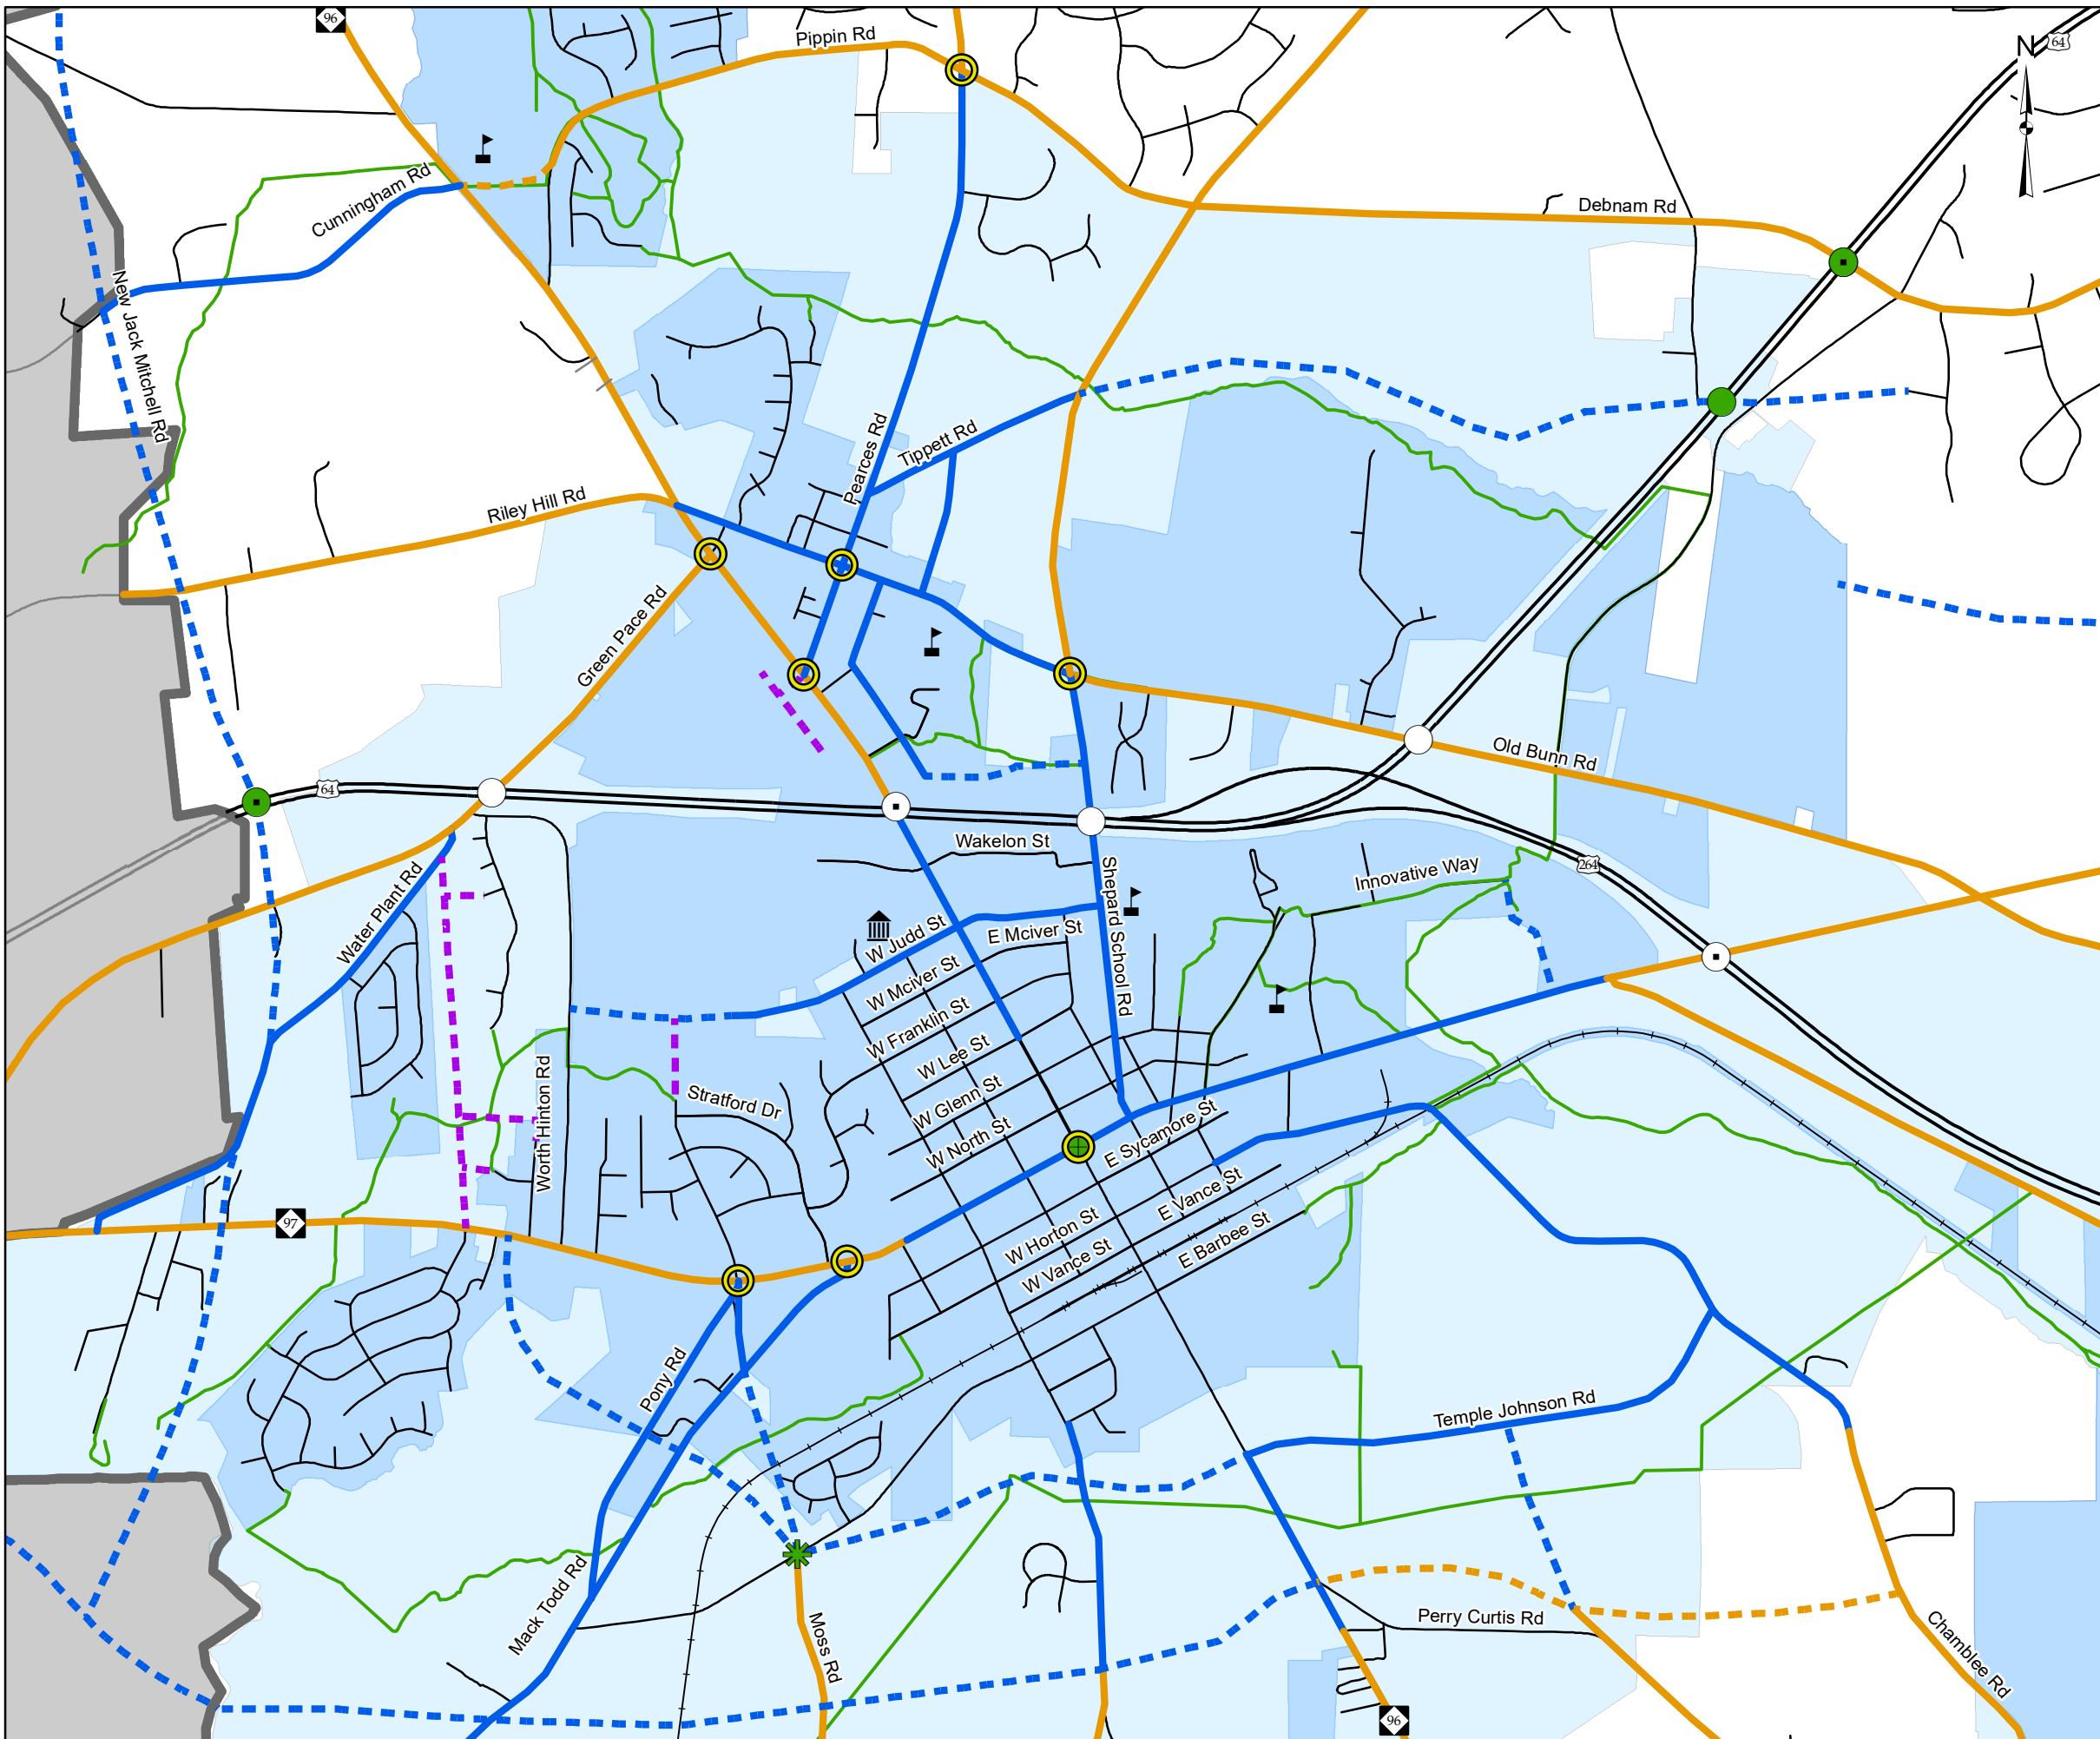 96
Pippin Rd
N
64
Cunningham Rd
Debnam Rd
New Jack Mitchell Rd
Pearces Rd
Tippett Rd
Riley Hill Rd
Green Pace Rd
Old Bunn Rd
64
Wakelon St
Shepard School Rd
Innovative Way
264
Water Plant Rd
W Judd St
E Mciver St
W Mciver St
W Franklin St
W Lee St
Worth Hinton Rd
Stratford Dr
W Glenn St
W North St
E Sycamore St
E Vance St
97
W Horton St
E Barbee St
W Vance St
Pony Rd
Temple Johnson Rd
Mack Todd Rd
Moss Rd
Perry Curtis Rd
Chamblee Rd
96